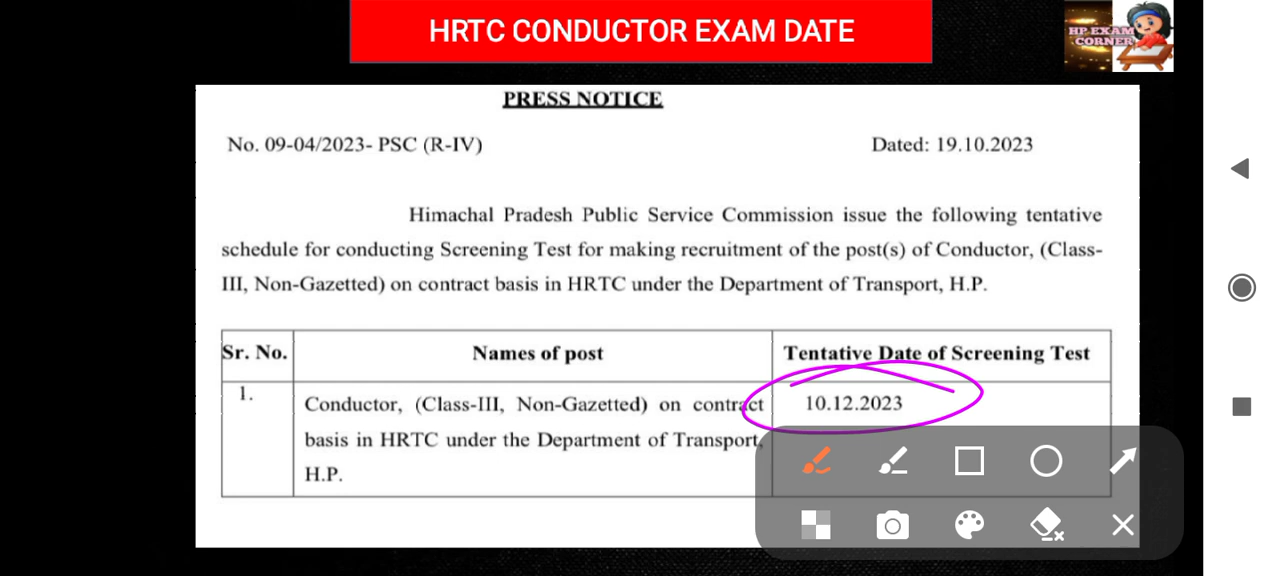 HRTC CONDUCTOR EXAM DATE
HP EXAM
CORNER
PRESS NOTICE
No. 09-04/2023- PSC (R-IV)
Dated: 19.10.2023
Himachal Pradesh Public Service Commission issue the following tentative
schedule for conducting Screening Test for making recruitment of the post(s) of Conductor, (Class-
III, Non-Gazetted) on contract basis in HRTC under the Department of Transport, H.P.
Sr. No.
Names of post
Tentative Date of Screening Test
1.
Conductor, (Class-III, Non-Gazetted) on contract
basis in HRTC under the Department of Transport,
H.P.
10.12.2023